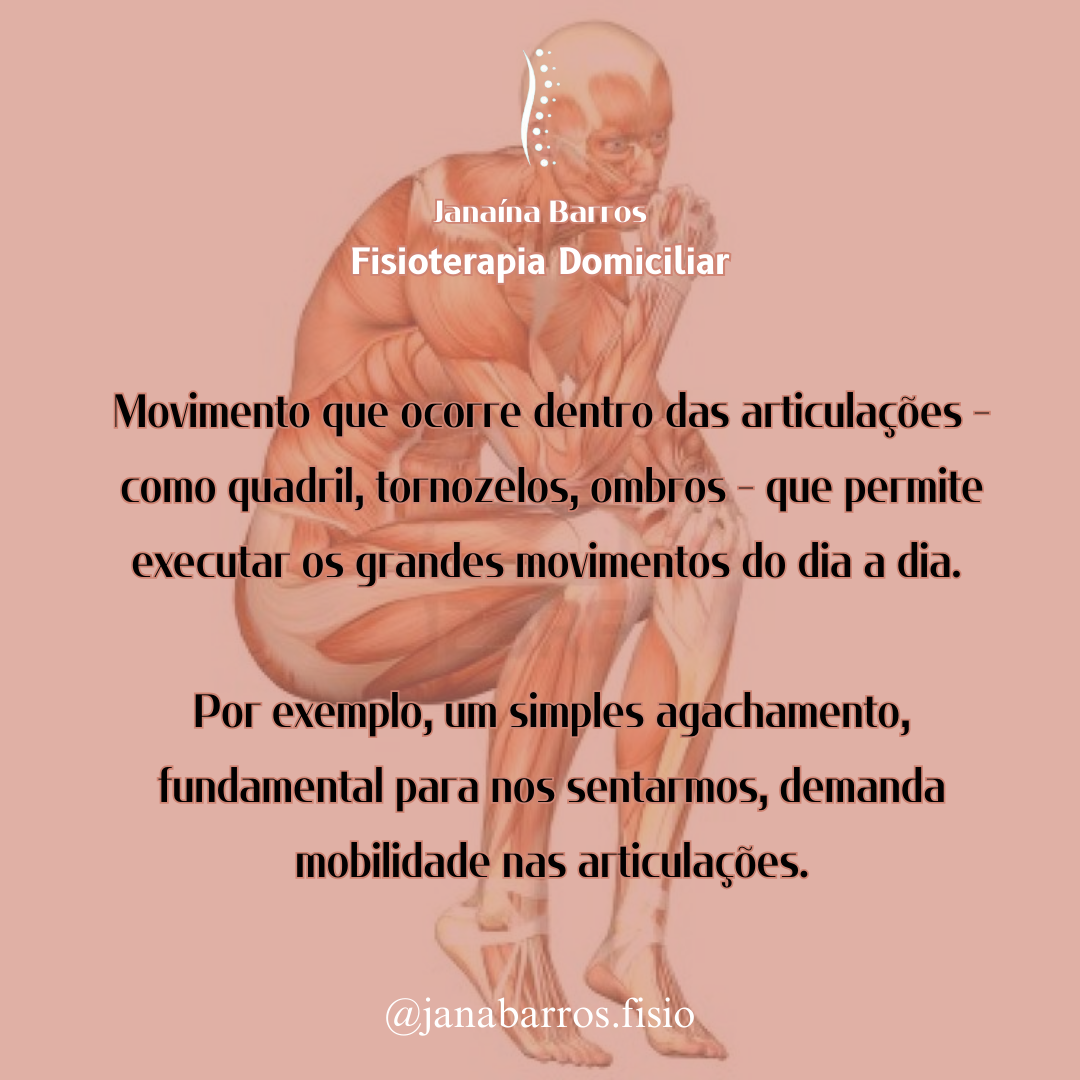 Janaína Barros
Fisioterapia Domiciliar
Movimento que ocorre dentro das articulações -
como quadril, tornozelos, ombros - que permite
executar os grandes movimentos do dia a dia.
Por exemplo, um simples agachamento,
fundamental para nos sentarmos, demanda
mobilidade nas articulações.
@janabarros.fisio